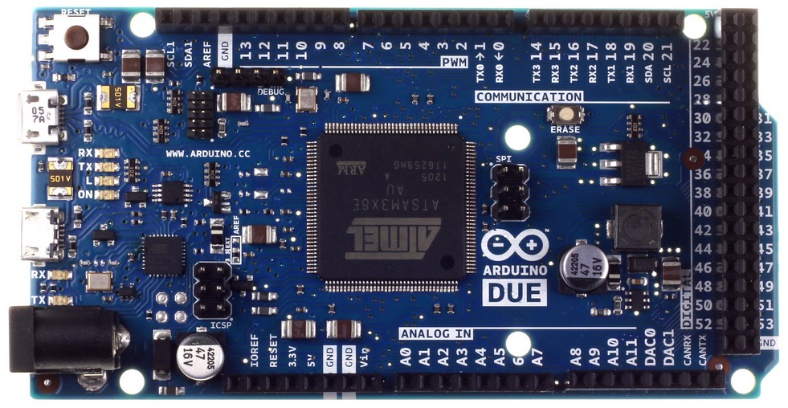 RESET
SCL1
SDA1
AREF
GND
13
12
11
10
9
8
7
6
5
4
3
2
TX0→1
RX0←0
TX3 14
RX3 15
TX2 16
RX2 17
TX1 18
RX1 19
SDA 20
SCL 21
PWM
DEBUG
COMMUNICATION
ERASE
501V
RX
TX
L
ON
501V
WWW.ARDUINO.CC
SPI
ATMEL
ATSAM3X8E
AU
1205
ARM
AREF
ARDUINO
DUE
42205
47
16V
RX
TX
ICSP
42205
47
16V
ANALOG IN
IOREF
RESET
3.3V
5V
GND
GND
Vin
A0
A1
A2
A3
A4
A5
A7
A8
A9
A10
A11
DAC0
DAC1
CANRX
CANTX
22
24
26
28
30
32
36
38
40
42
44
46
48
50
52
31
33
35
37
39
41
43
45
47
49
51
53
GND